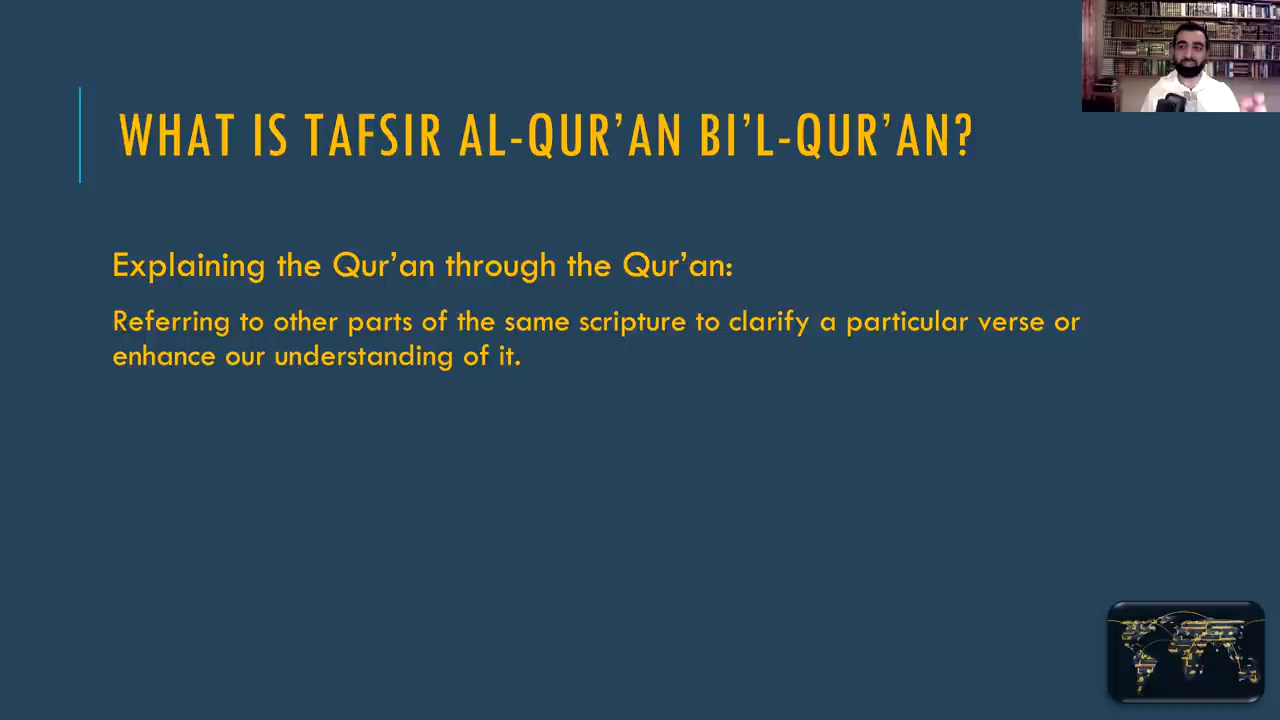 WHAT IS TAFSIR AL-QUR’AN BI’L-QUR’AN?
Explaining the Qur’an through the Qur’an:
Referring to other parts of the same scripture to clarify a particular verse or
enhance our understanding of it.